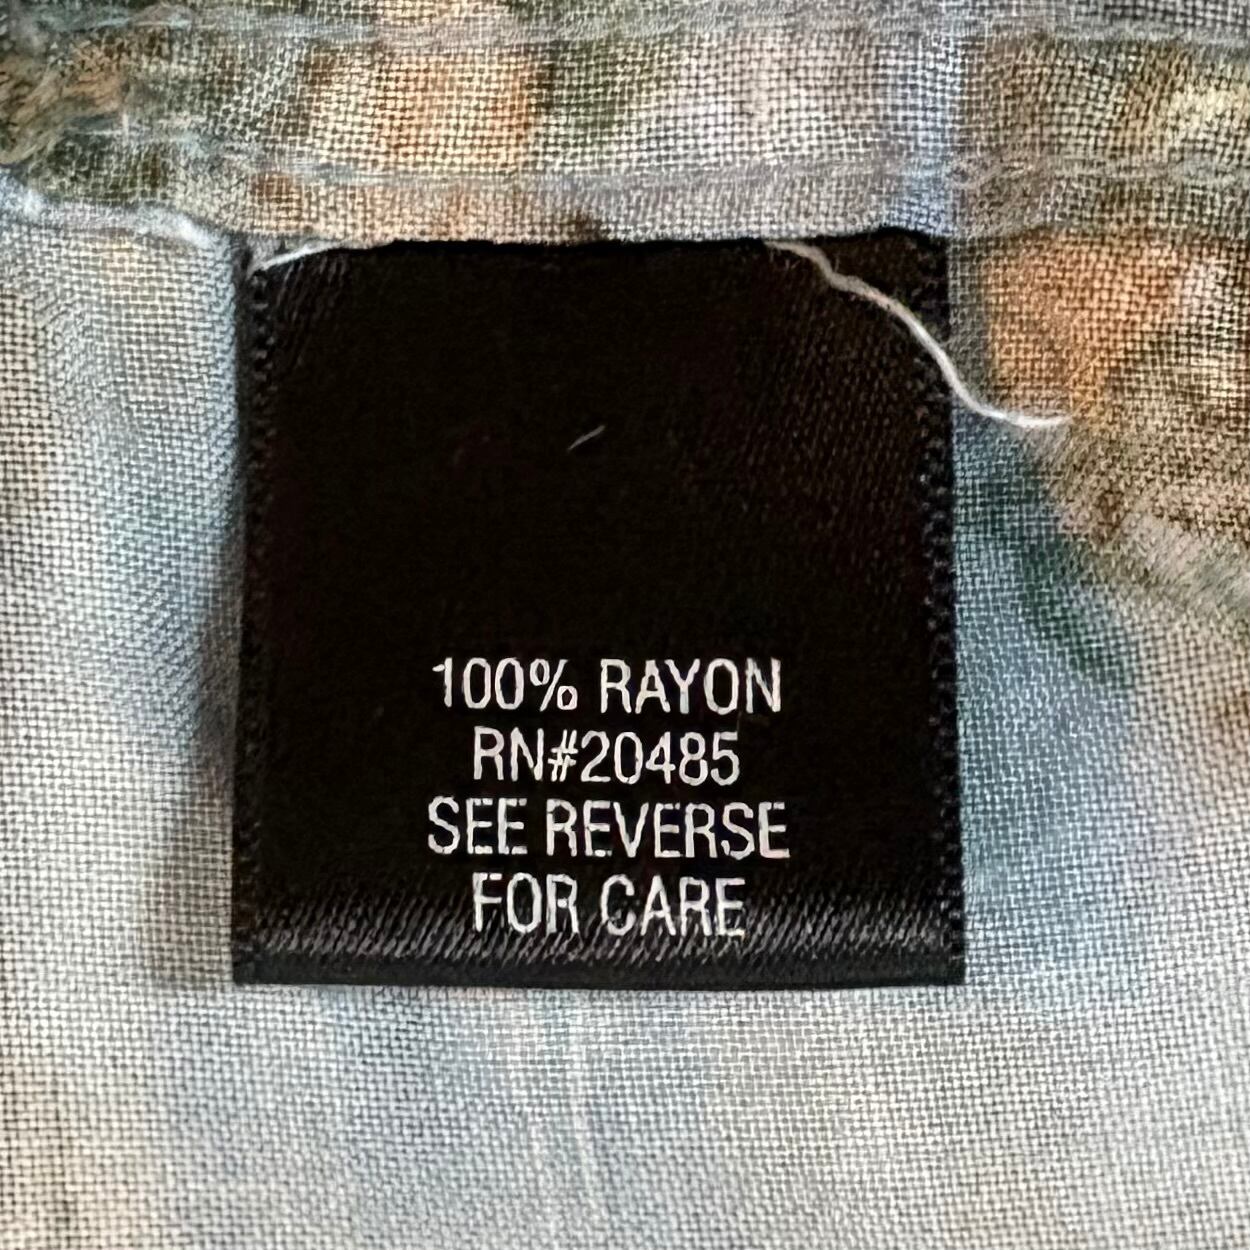 100% RAYON
RN#20485
SEE REVERSE
FOR CARE